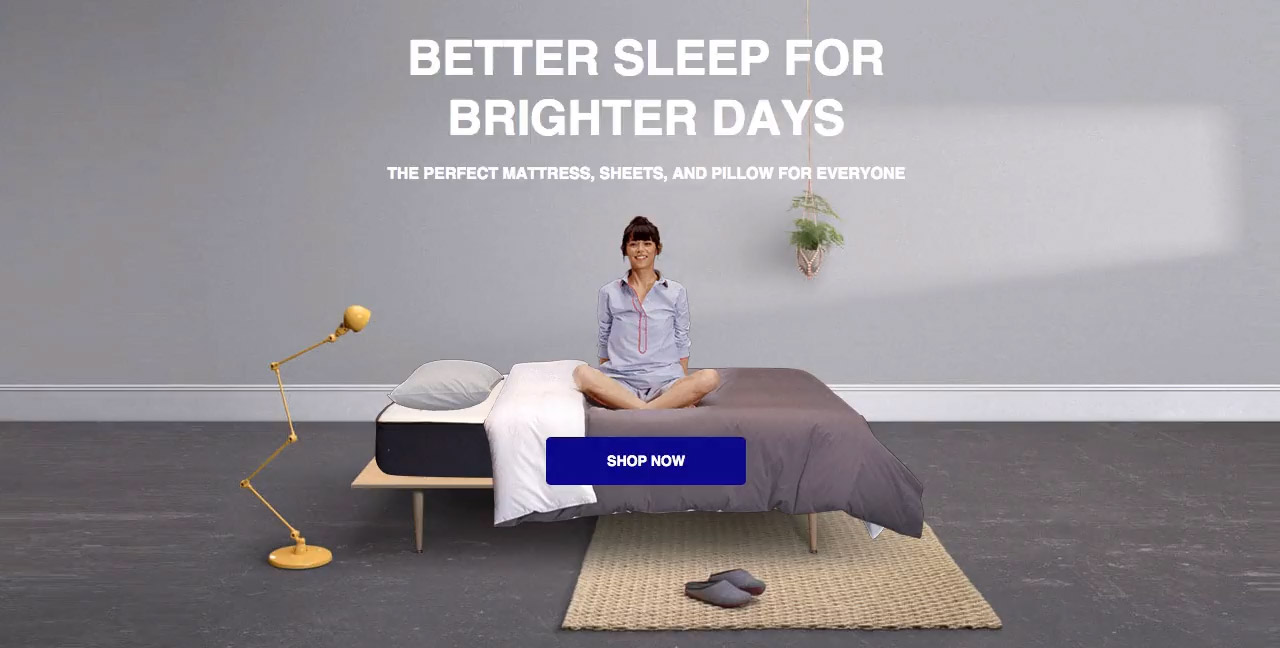 BETTER SLEEP FOR
BRIGHTER DAYS
THE PERFECT MATTRESS, SHEETS, AND PILLOW FOR EVERYONE
SHOP NOW